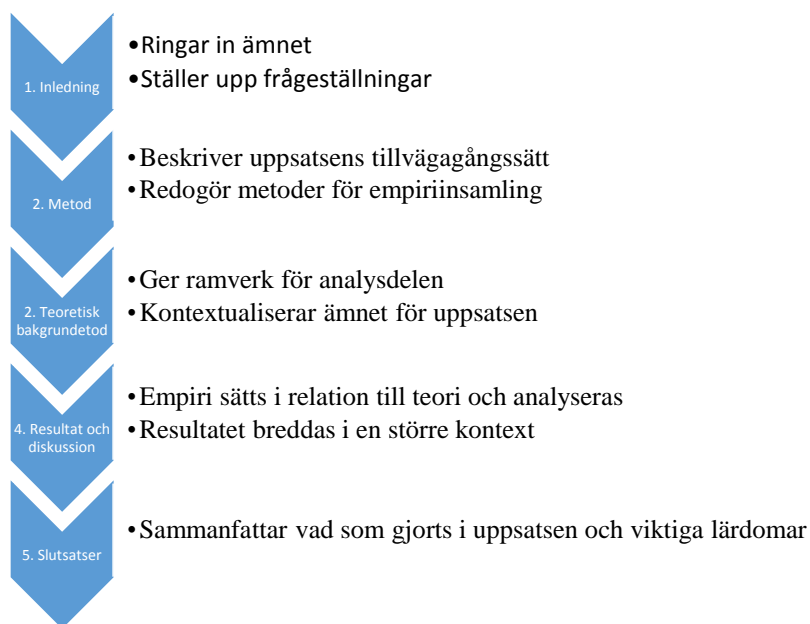 1. Inledning
•Ringar in ämnet
•Ställer upp frågeställningar
2. Metod
•Beskriver uppsatsens tillvägagångssätt
•Redogör metoder för empiriinsamling
2. Teoretisk
bakgrundetod
•Ger ramverk för analysdelen
•Kontextualiserar ämnet för uppsatsen
4. Resultat och
diskussion
•Empiri sätts i relation till teori och analyseras
•Resultatet breddas i en större kontext
5. Slutsatser
•Sammanfattar vad som gjorts i uppsatsen och viktiga lärdomar